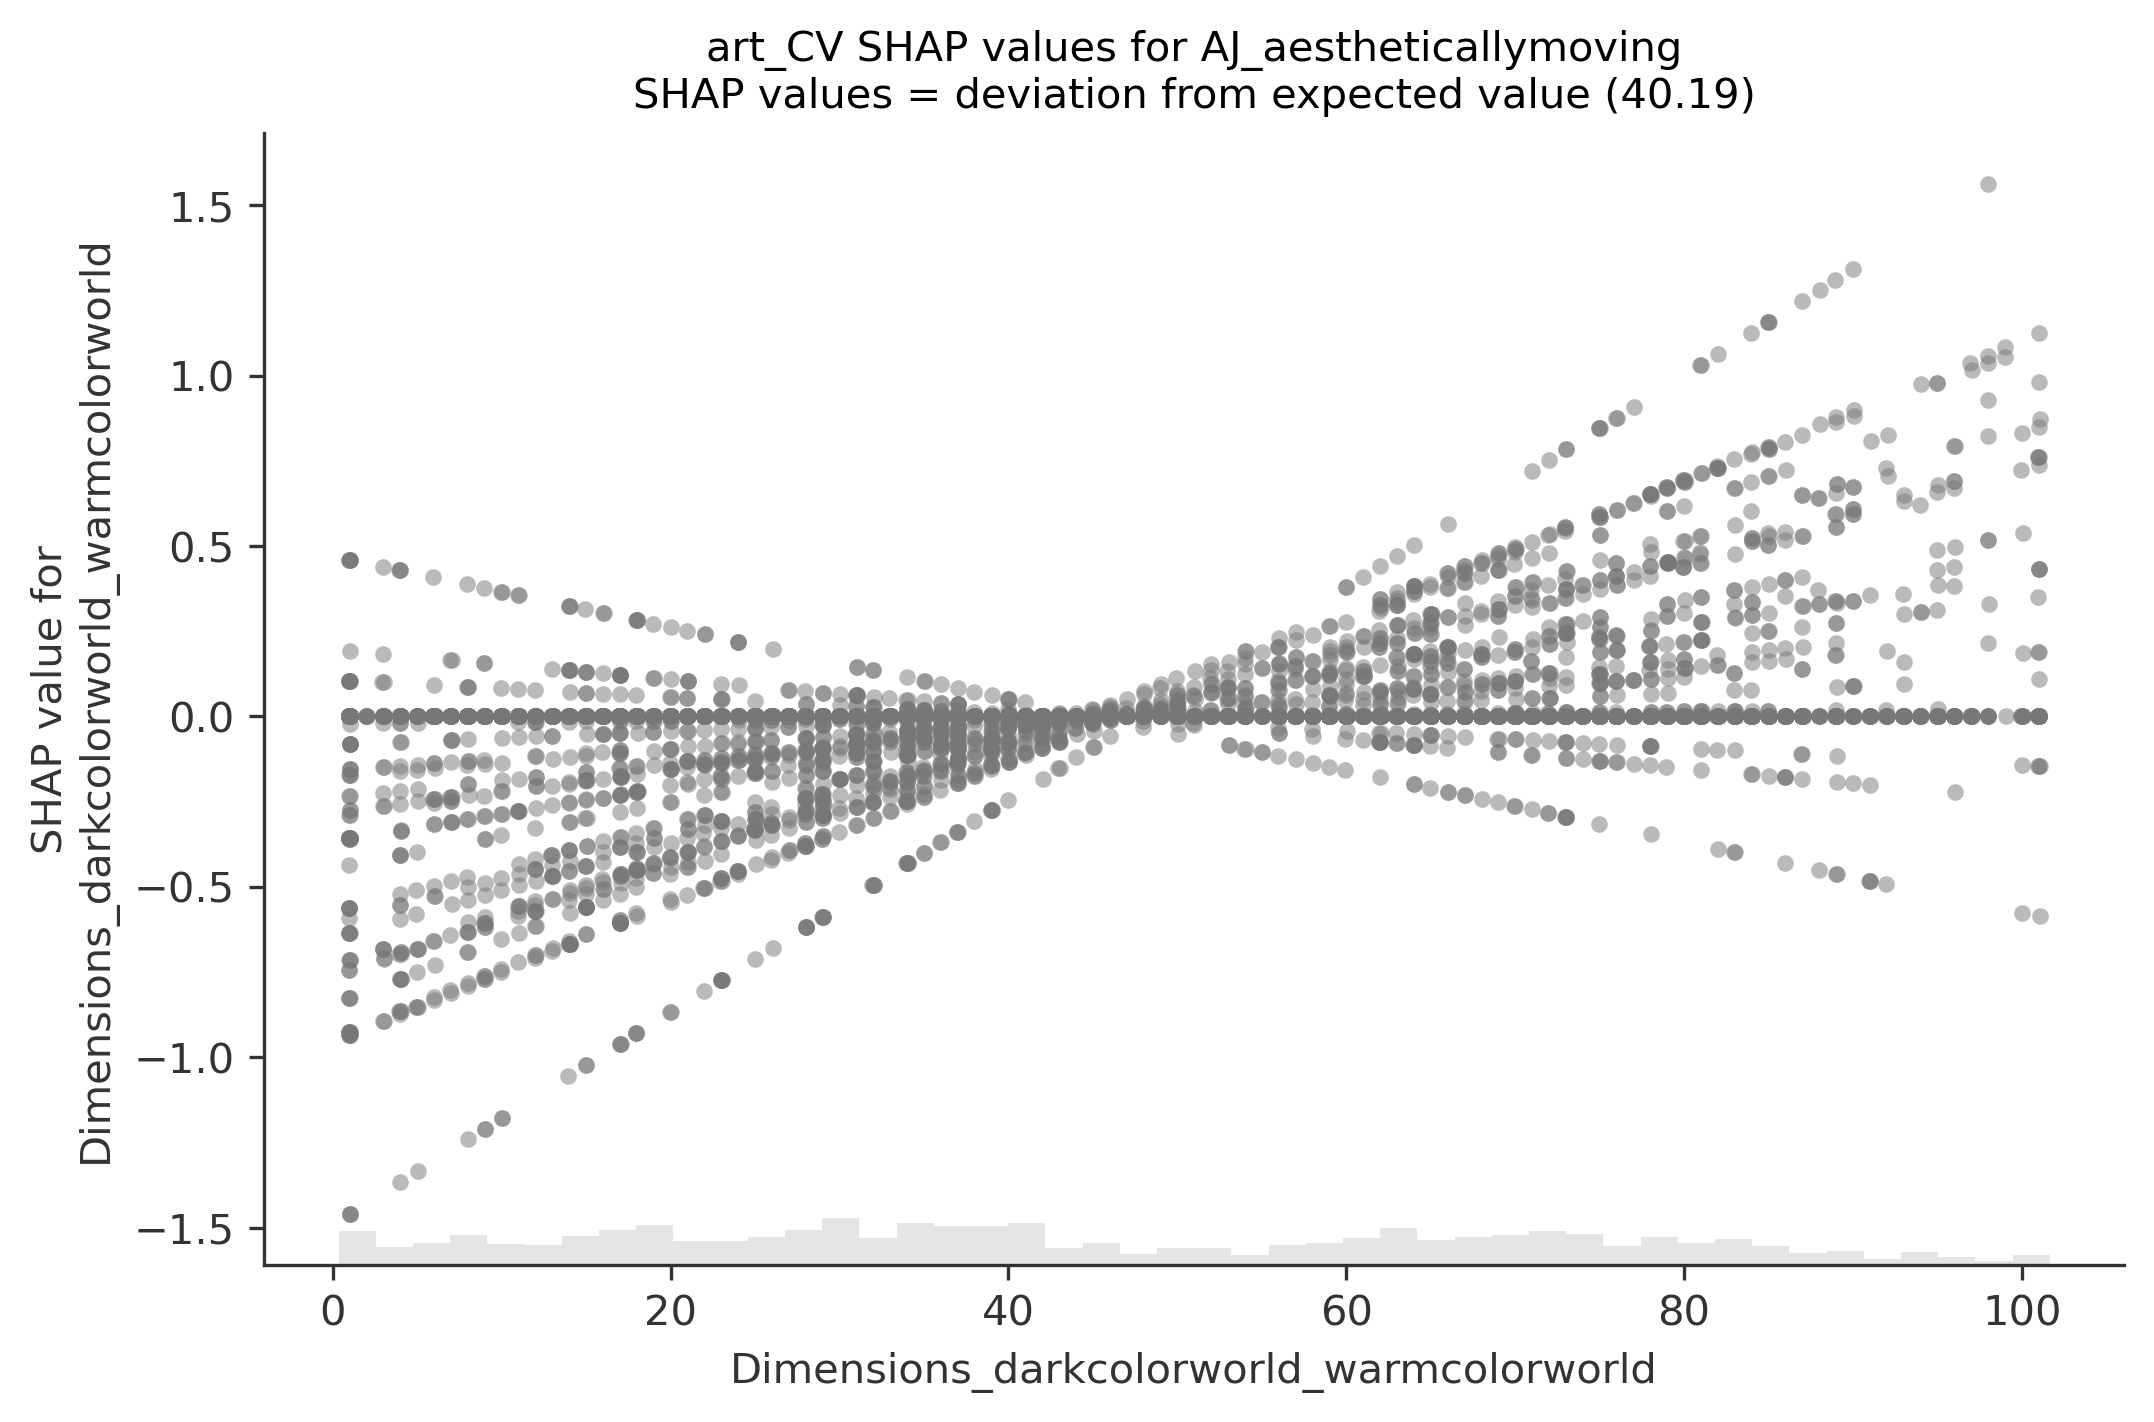 art_CV SHAP values for AJ_aestheticallymoving
SHAP values = deviation from expected value (40.19)
SHAP value for
Dimensions_darkcolorworld_warmcolorworld
1.5
1.0
0.5
0.0
−0.5
−1.0
−1.5
0
20
40
60
80
100
Dimensions_darkcolorworld_warmcolorworld